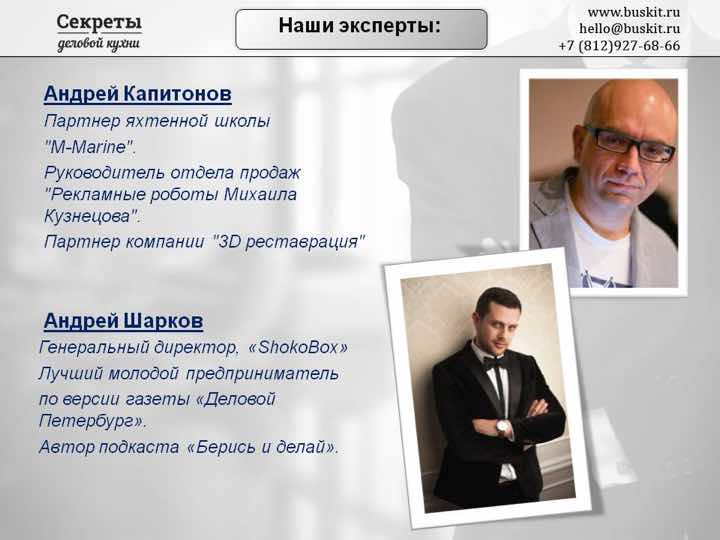 Секреты
деловой кухни
Наши эксперты:
www.buskit.ru
hello@buskit.ru
+7 (812)927-68-66
Андрей Капитонов
Партнер яхтенной школы
"M-Marine".
Руководитель отдела продаж
"Рекламные роботы Михаила
Кузнецова".
Партнер компании "3D реставрация"
Андрей Шарков
Генеральный директор, «ShokoBox»
Лучший молодой предприниматель
по версии газеты «Деловой
Петербург».
Автор подкаста «Берись и делай».